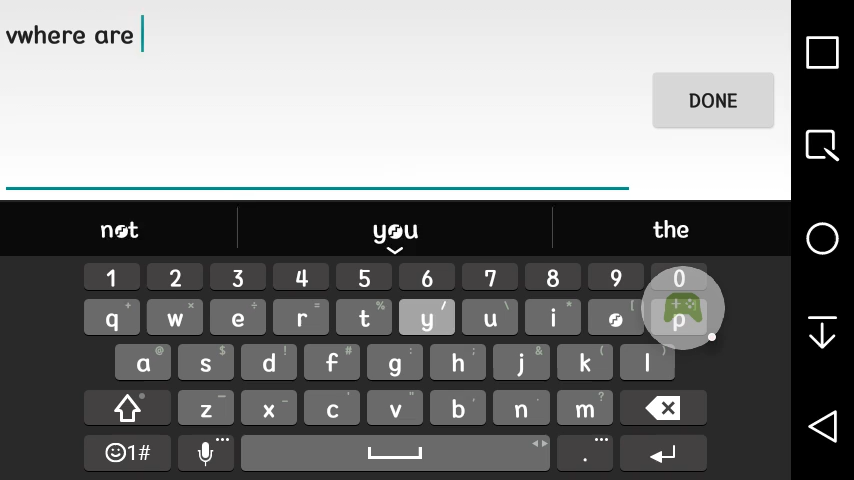 vwhere are
DONE
not you the
1 2 3 4 5 6 7 8 9 0
q + w × e ÷ r = t % y / u \ i * o [ p
a @ s $ d ! f # g : h ; j & k ( l )
z – x _ c ' v " b , n . m ?
1# ... . ...